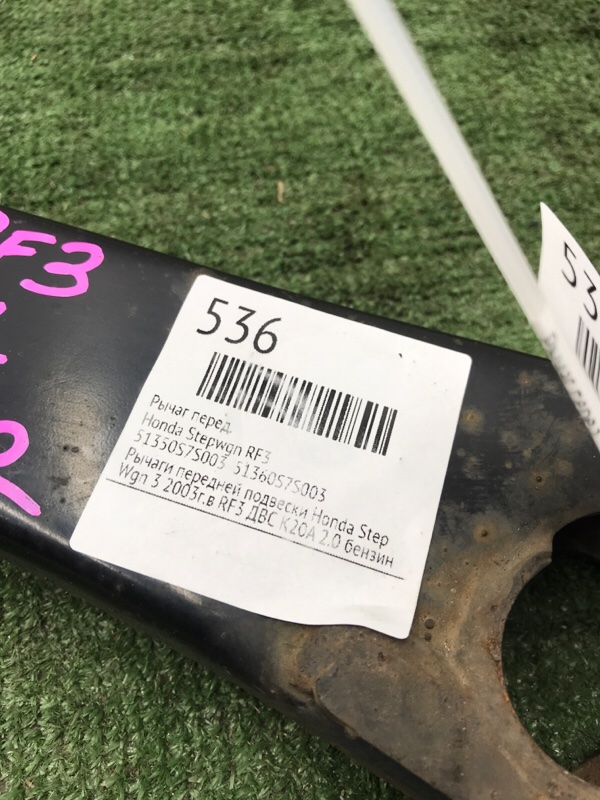 RF3
536
Рычаг перед.
Honda Stepwgn RF3
51350S7S003 51360S7S003
Рычаги передней подвески Honda Step
Wgn 3 2003г.в RF3 ДВС K20A 2.0 бензин
53